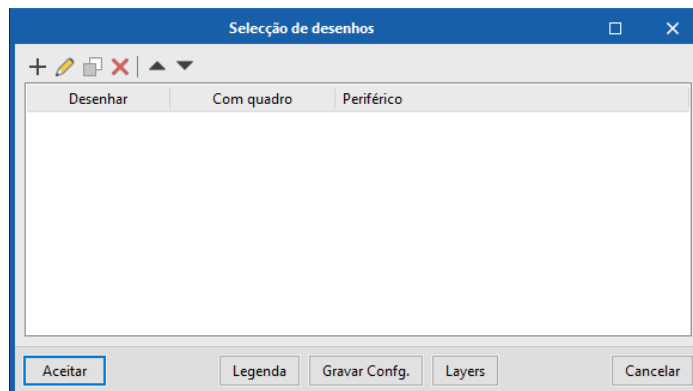 Selecção de desenhos
Desenhar Com quadro Periférico
Aceitar Legenda Gravar Confg. Layers Cancelar